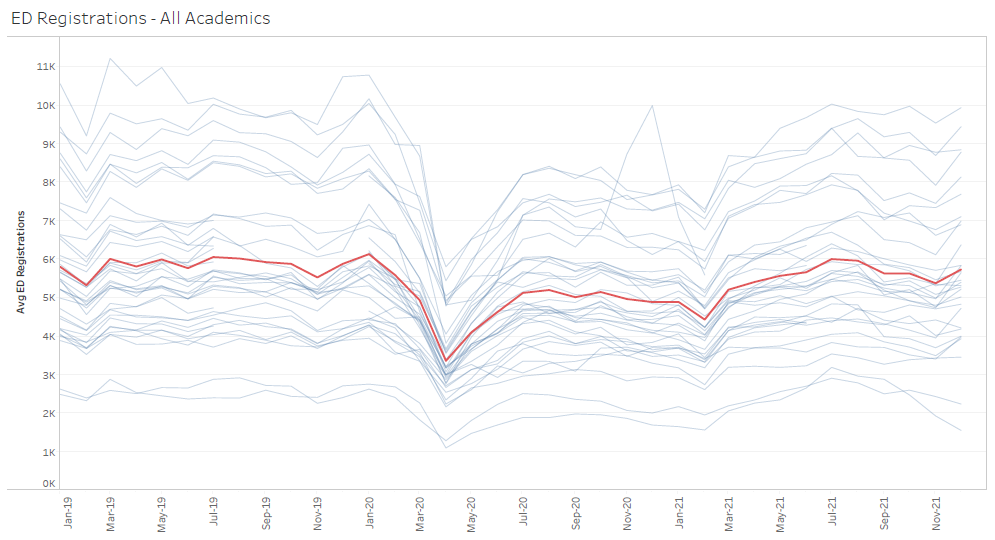 ED Registrations - All Academics
Avg ED Registrations
11K
10K
9K
8K
7K
6K
5K
4K
3K
2K
1K
0K
Jan-19
Mar-19
May-19
Jul-19
Sep-19
Nov-19
Jan-20
Mar-20
May-20
Jul-20
Sep-20
Nov-20
Jan-21
Mar-21
May-21
Jul-21
Sep-21
Nov-21